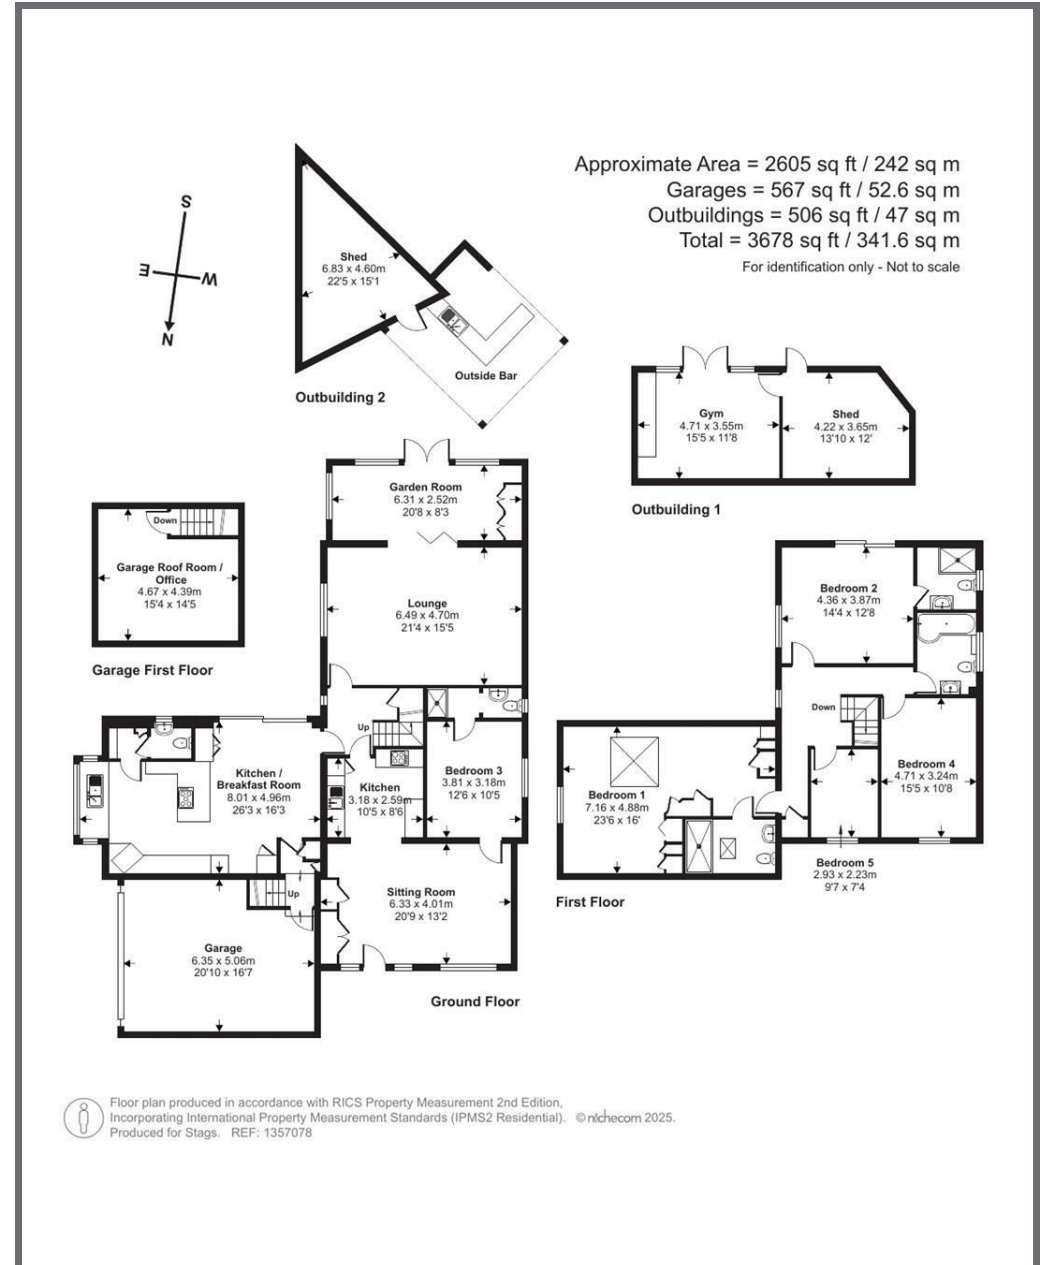 Approximate Area = 2605 sq ft / 242 sq m
Garages = 567 sq ft / 52.6 sq m
Outbuildings = 506 sq ft / 47 sq m
Total = 3678 sq ft / 341.6 sq m
For identification only - Not to scale
S
E
W
N
Shed
6.83 x 4.60m
22'5 x 15'1
Outside Bar
Outbuilding 2
Gym
4.71 x 3.55m
15'5 x 11'8
Shed
4.22 x 3.65m
13'10 x 12'
Outbuilding 1
Down
Garage Roof Room /
Office
4.67 x 4.39m
15'4 x 14'5
Garage First Floor
Garden Room
6.31 x 2.52m
20'8 x 8'3
Lounge
6.49 x 4.70m
21'4 x 15'5
Up
Kitchen /
Breakfast Room
8.01 x 4.96m
26'3 x 16'3
Kitchen
3.18 x 2.59m
10'5 x 8'6
Bedroom 3
3.81 x 3.18m
12'6 x 10'5
Up
Sitting Room
6.33 x 4.01m
20'9 x 13'2
Garage
6.35 x 5.06m
20'10 x 16'7
Ground Floor
Bedroom 2
4.36 x 3.87m
14'4 x 12'8
Down
Bedroom 1
7.16 x 4.88m
23'6 x 16'
Bedroom 4
4.71 x 3.24m
15'5 x 10'8
Bedroom 5
2.93 x 2.23m
9'7 x 7'4
First Floor
Floor plan produced in accordance with RICS Property Measurement 2nd Edition,
Incorporating International Property Measurement Standards (IPMS2 Residential). © nichecom 2025.
Produced for Stags. REF: 1357078